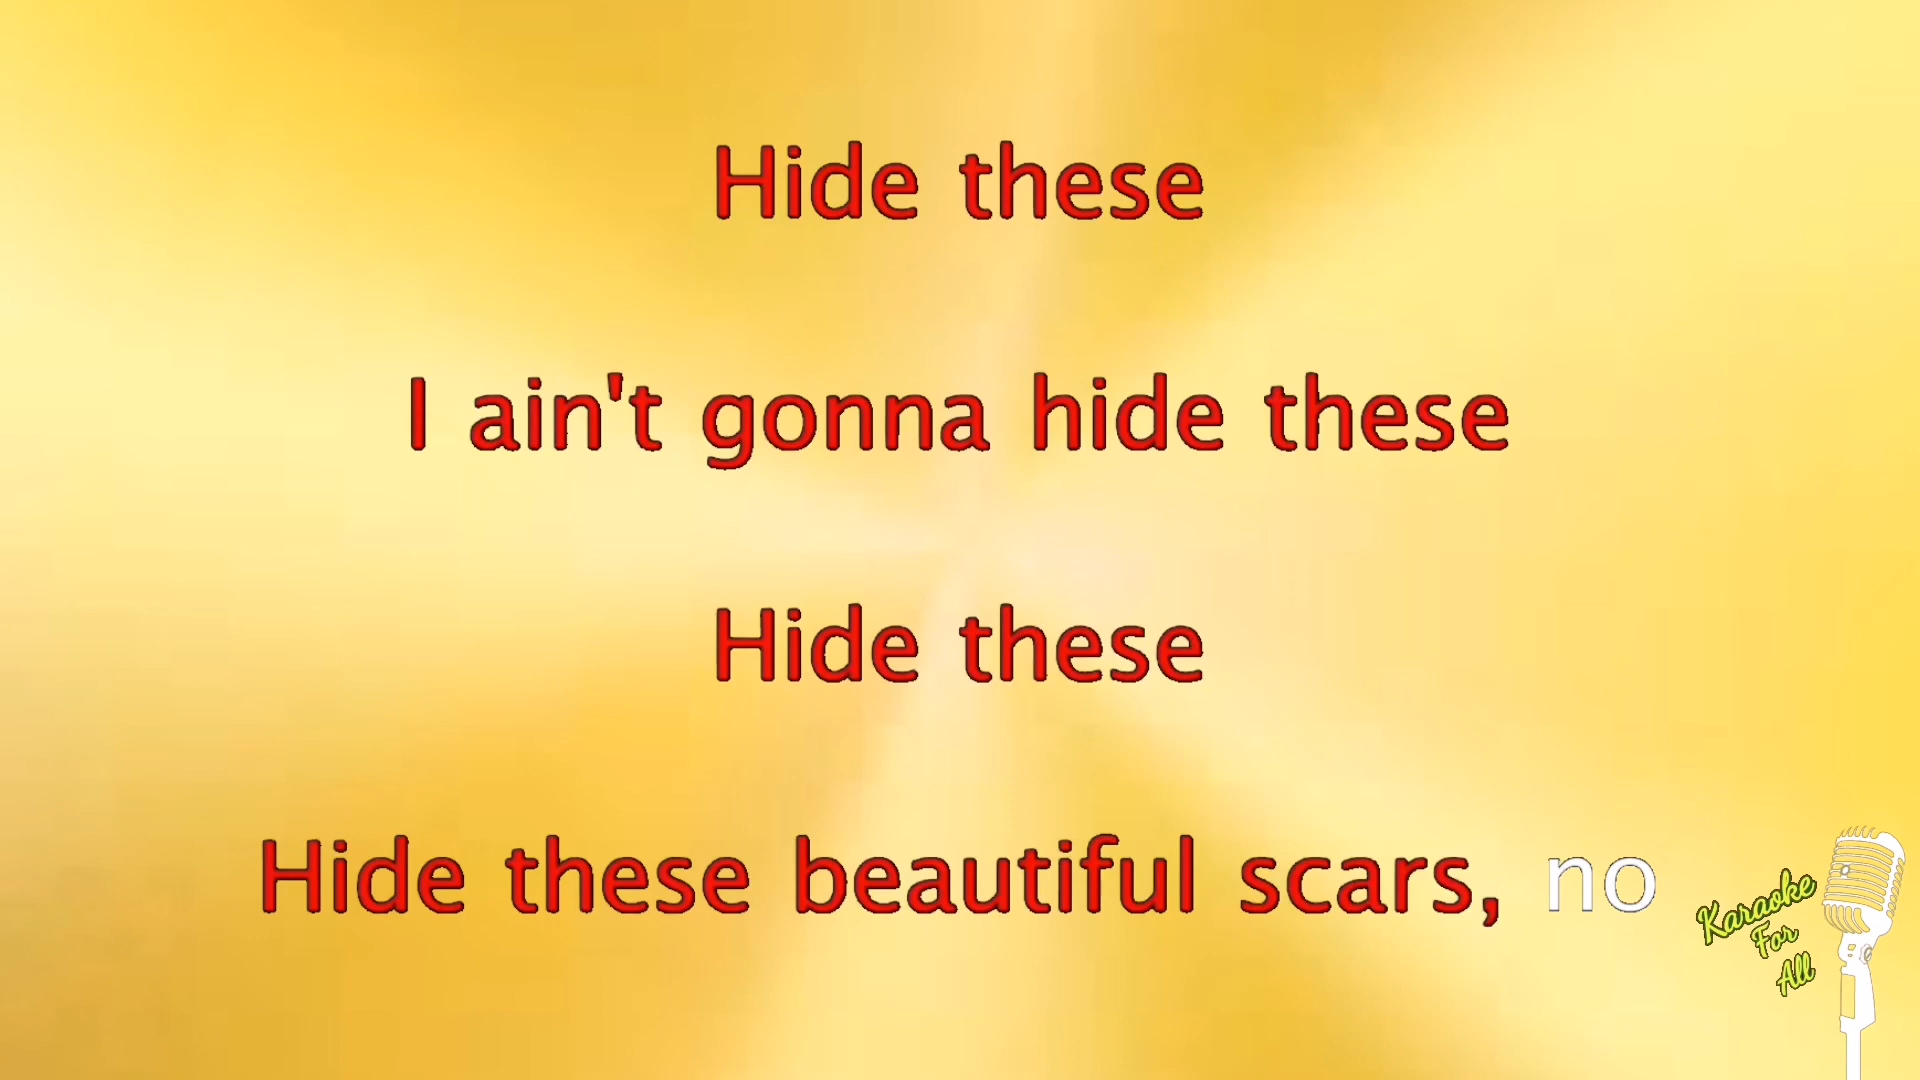 Hide these
I ain't gonna hide these
Hide these
Hide these beautiful scars, no
Karaoke
For
All